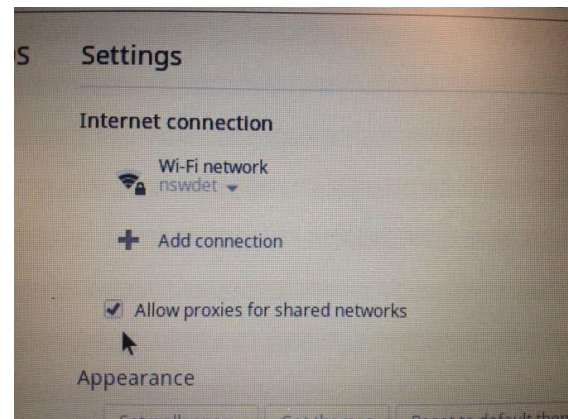 Settings
Internet connection
Wi-Fi network
nswdet
Add connection
Allow proxies for shared networks
Appearance